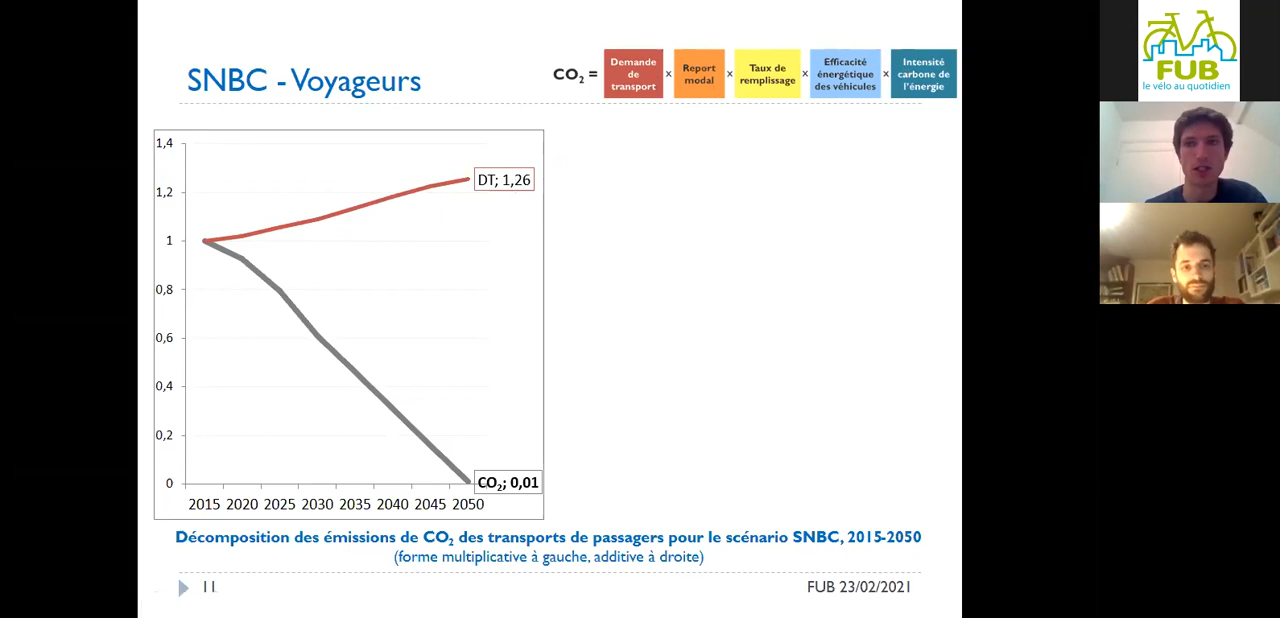 SNBC - Voyageurs
CO₂ =
Demande
de
transport
x
Report
modal
x
Taux de
remplissage
x
Efficacité
énergétique
des véhicules
x
Intensité
carbone de
l'énergie
FUB
le vélo au quotidien
1,4
1,2
1
0,8
0,6
0,4
0,2
0
DT; 1,26
CO₂; 0,01
2015 2020 2025 2030 2035 2040 2045 2050
Décomposition des émissions de CO₂ des transports de passagers pour le scénario SNBC, 2015-2050
(forme multiplicative à gauche, additive à droite)
11
FUB 23/02/2021